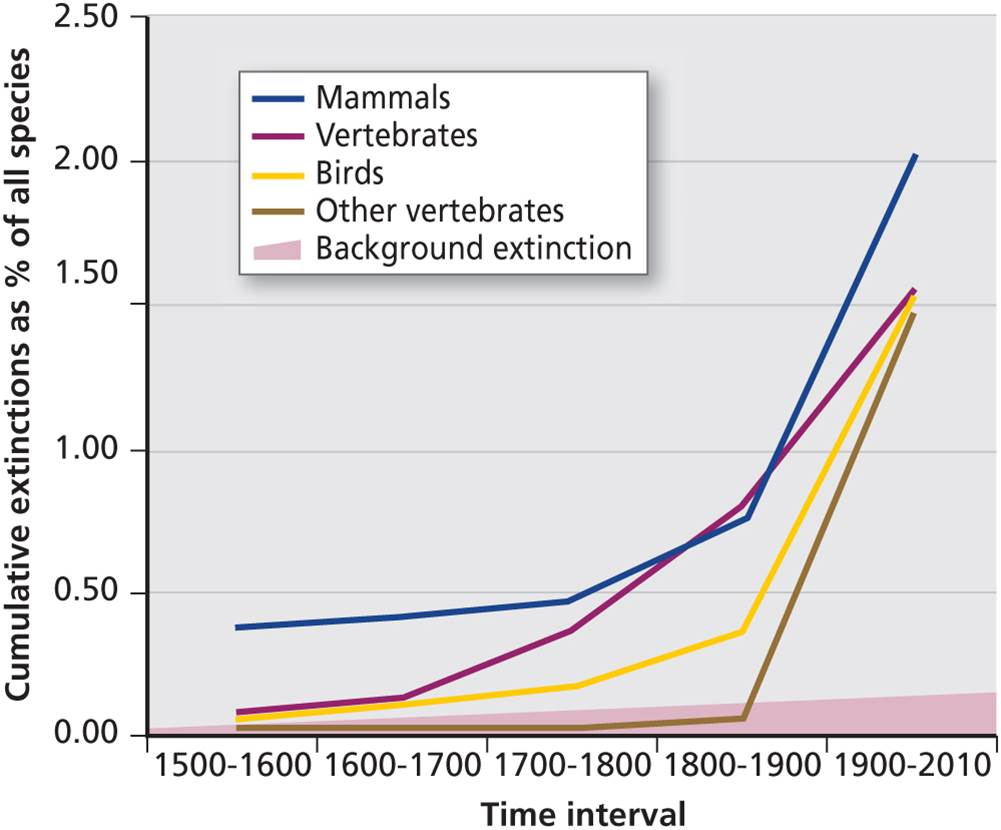 2.50
2.00
1.50
1.00
0.50
0.00
Cumulative extinctions as % of all species
Mammals
Vertebrates
Birds
Other vertebrates
Background extinction
1500-1600 1600-1700 1700-1800 1800-1900 1900-2010
Time interval